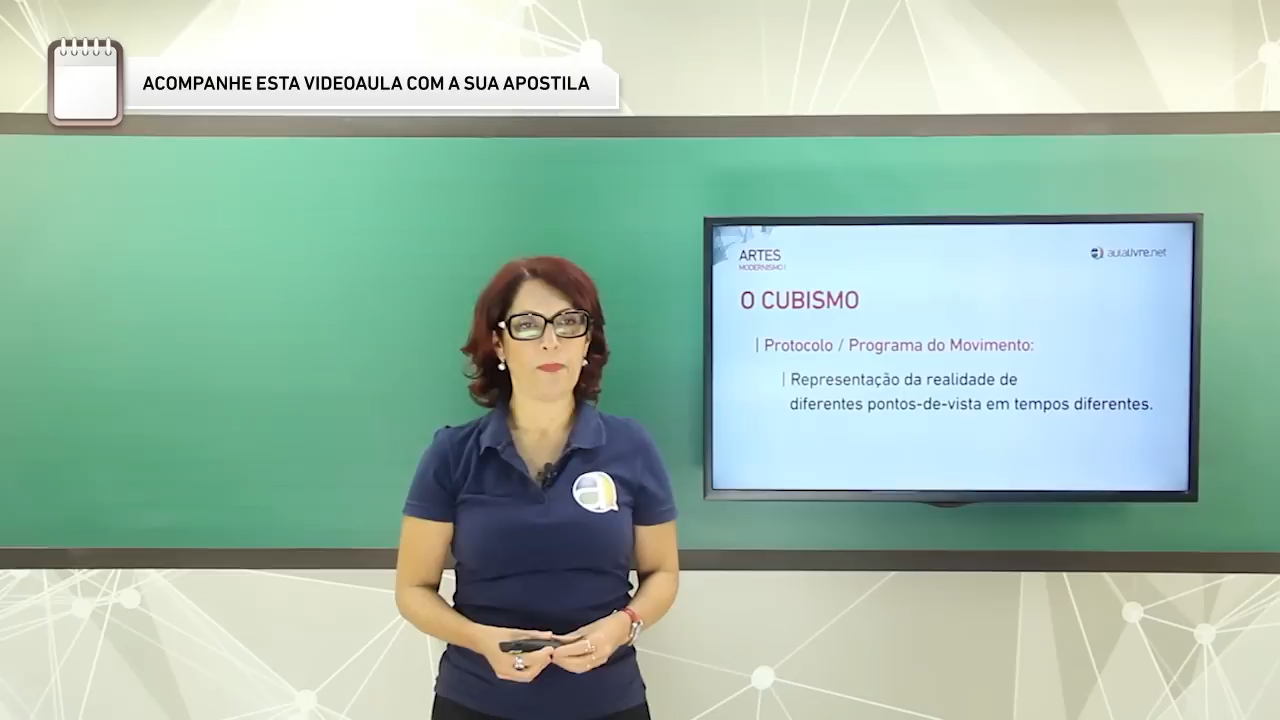 ACOMPANHE ESTA VIDEOAULA COM A SUA APOSTILA
ARTES
MODERNISMO I
aulalivre.net
O CUBISMO
| Protocolo / Programa do Movimento:
| Representação da realidade de
diferentes pontos-de-vista em tempos diferentes.